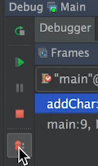 Debug Main
Debugger
Frames
"main"@
addChar:
main:9, M